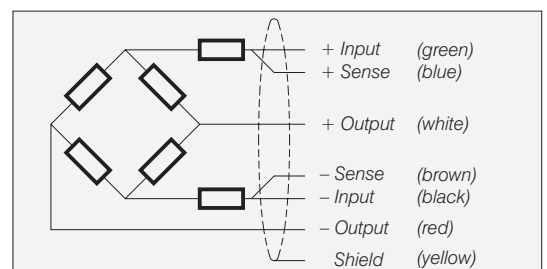 + Input (green)
+ Sense (blue)
+ Output (white)
– Sense (brown)
– Input (black)
– Output (red)
Shield (yellow)